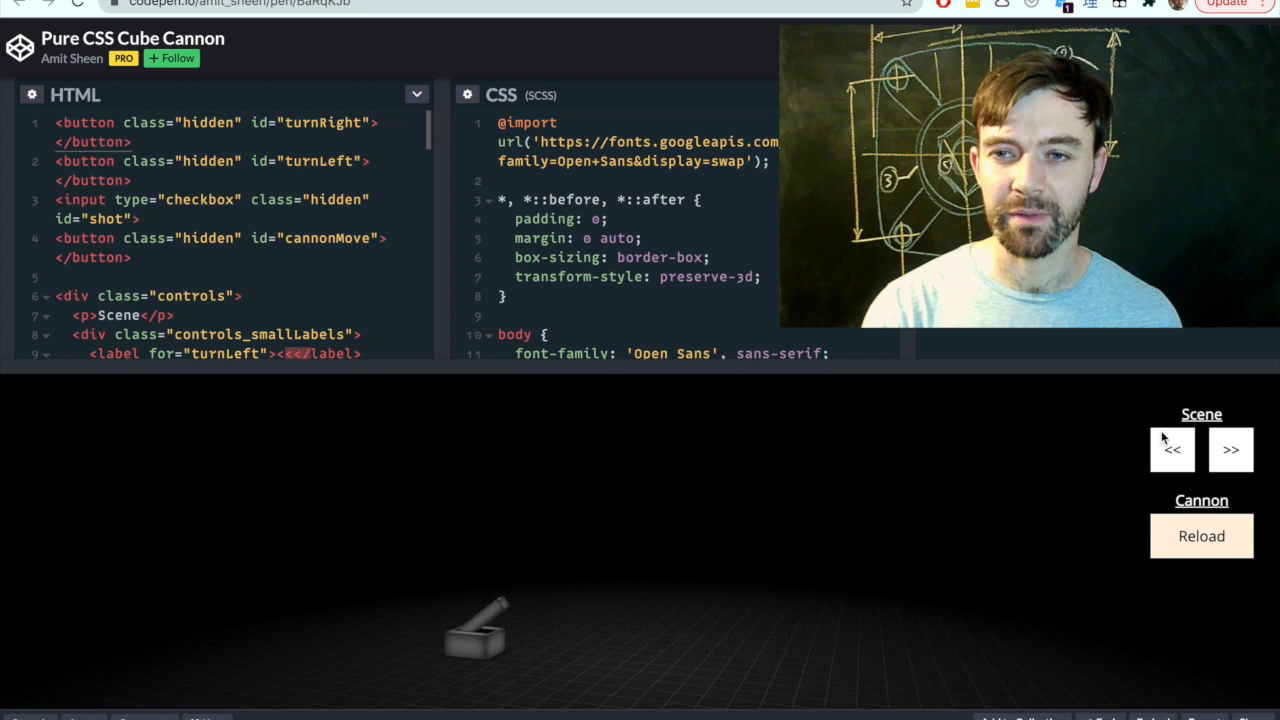 codepen.io/amit_sheen/pen/BaRqKJb
Update
Pure CSS Cube Cannon
Amit Sheen PRO + Follow
HTML
1 <button class="hidden" id="turnRight">
</button>
2 <button class="hidden" id="turnLeft">
</button>
3 <input type="checkbox" class="hidden"
id="shot">
4 <button class="hidden" id="cannonMove">
</button>
5
6 <div class="controls">
7 <p>Scene</p>
8 <div class="controls_smallLabels">
9 <label for="turnLeft"><<</label>
CSS (SCSS)
1 @import
url('https://fonts.googleapis.com
family=Open+Sans&display=swap');
2
3 *, *::before, *::after {
4 padding: 0;
5 margin: 0 auto;
6 box-sizing: border-box;
7 transform-style: preserve-3d;
8 }
9
10 body {
11 font-family: 'Open Sans', sans-serif;
3
Scene
<< >>
Cannon
Reload